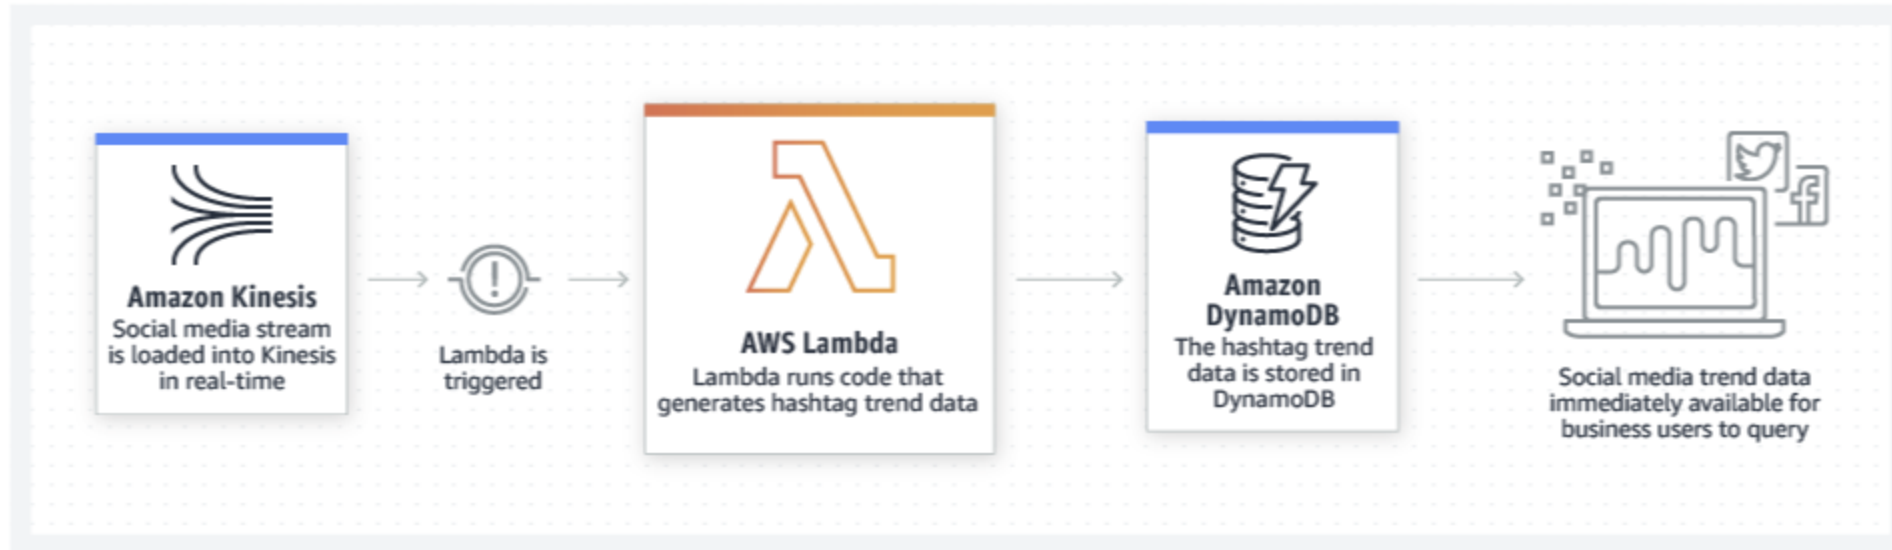 Amazon Kinesis
Social media stream
is loaded into Kinesis
in real-time
Lambda is
triggered
AWS Lambda
Lambda runs code that
generates hashtag trend data
Amazon
DynamoDB
The hashtag trend
data is stored in
DynamoDB
Social media trend data
immediately available for
business users to query